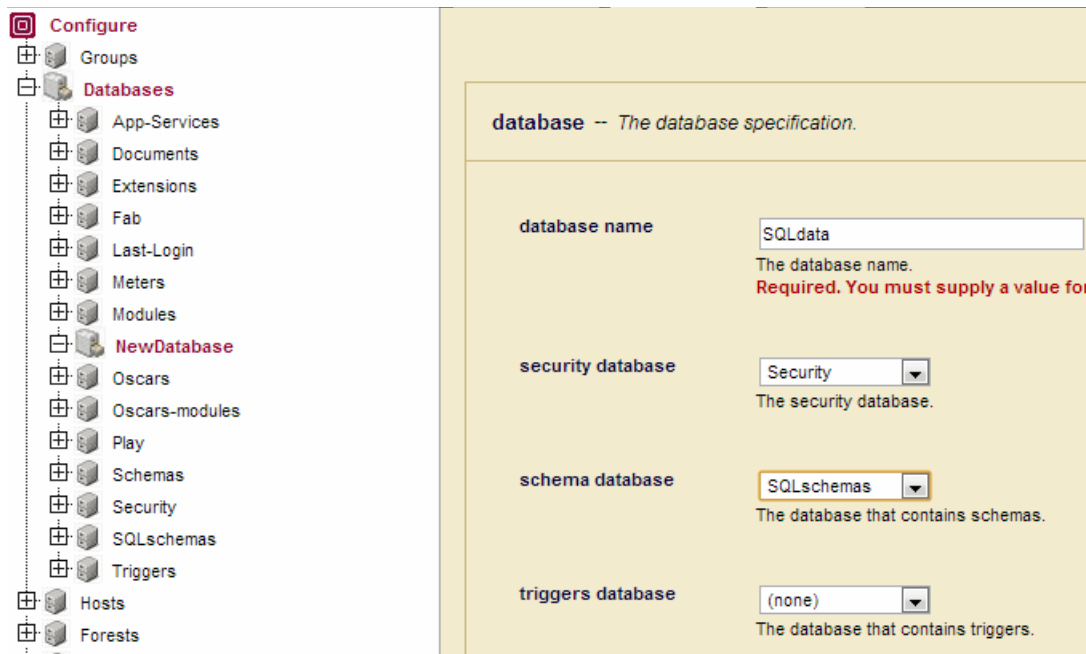 Configure
Groups
Databases
App-Services
Documents
Extensions
Fab
Last-Login
Meters
Modules
NewDatabase
Oscars
Oscars-modules
Play
Schemas
Security
SQLschemas
Triggers
Hosts
Forests
database -- The database specification.
database name
SQLdata
The database name.
Required. You must supply a value for
security database
Security
The security database.
schema database
SQLschemas
The database that contains schemas.
triggers database
(none)
The database that contains triggers.